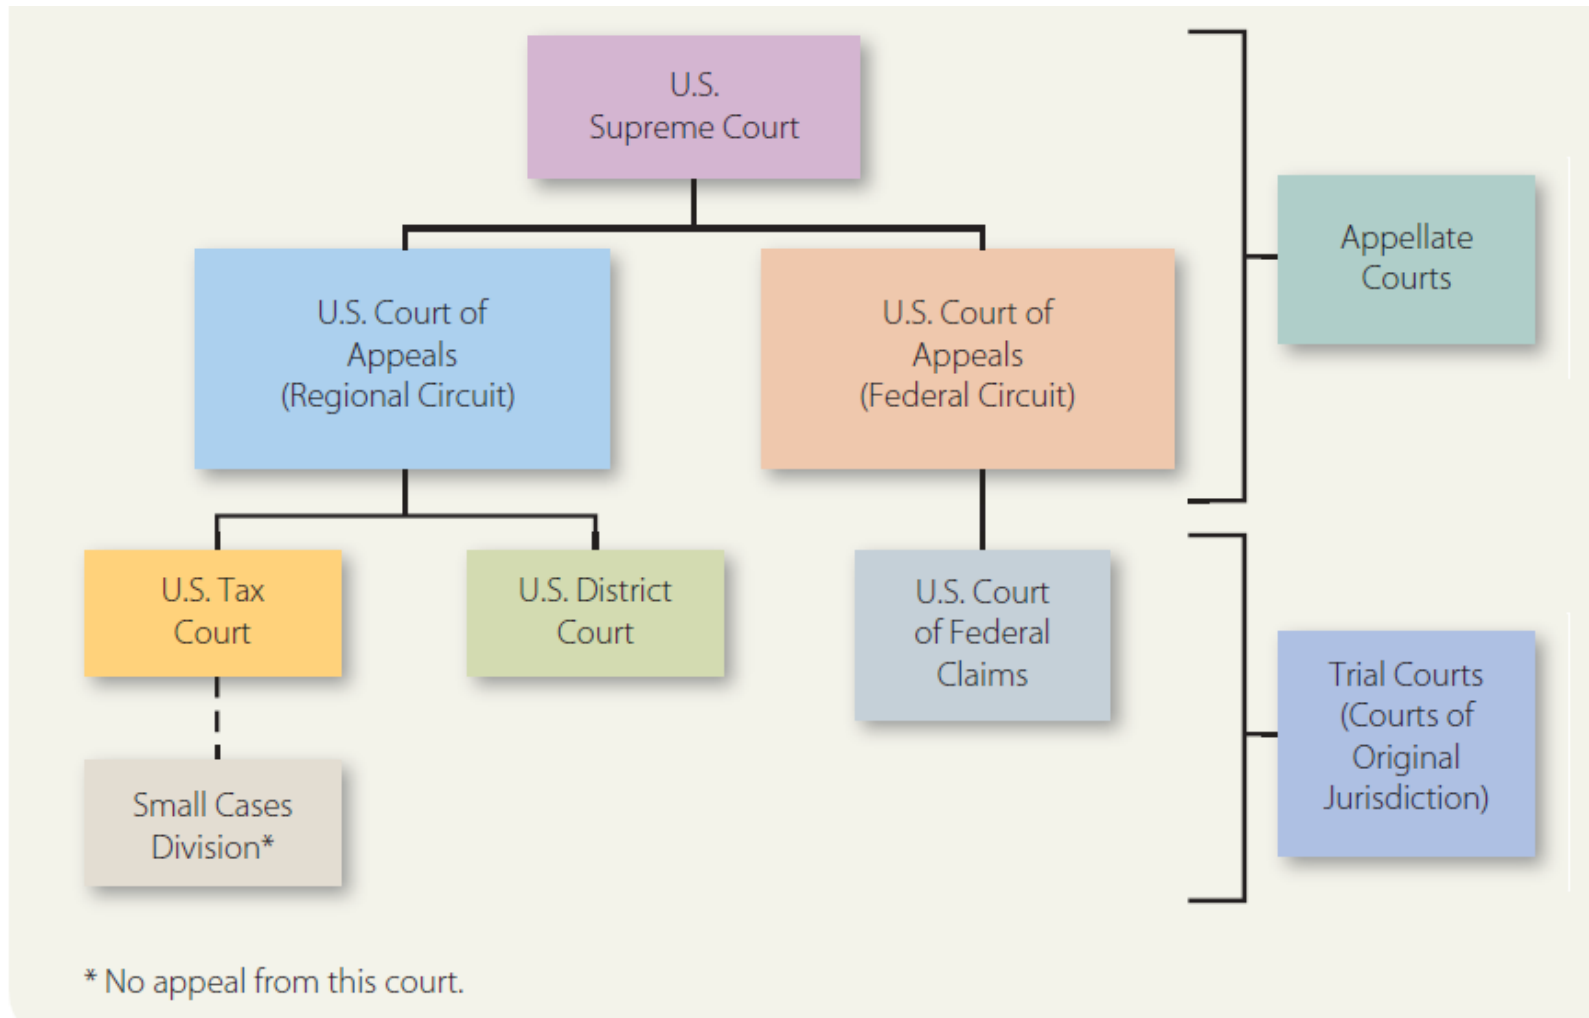 U.S.
Supreme Court
Appellate
Courts
U.S. Court of
Appeals
(Regional Circuit)
U.S. Court of
Appeals
(Federal Circuit)
U.S. Tax
Court
U.S. District
Court
U.S. Court
of Federal
Claims
Trial Courts
(Courts of
Original
Jurisdiction)
Small Cases
Division*
* No appeal from this court.